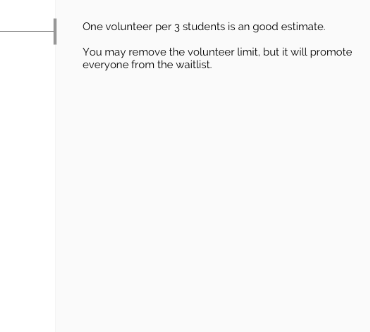 One volunteer per 3 students is an good estimate.
You may remove the volunteer limit, but it will promote
everyone from the waitlist.